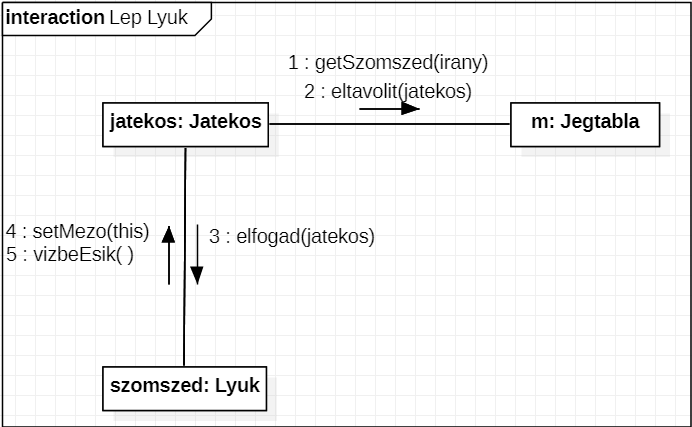 interaction Lep Lyuk
1 : getSzomszed(irany)
2 : eltavolit(jatekos)
jatekos: Jatekos
m: Jegtabla
4 : setMezo(this)
5 : vizbeEsik( )
3 : elfogad(jatekos)
szomszed: Lyuk